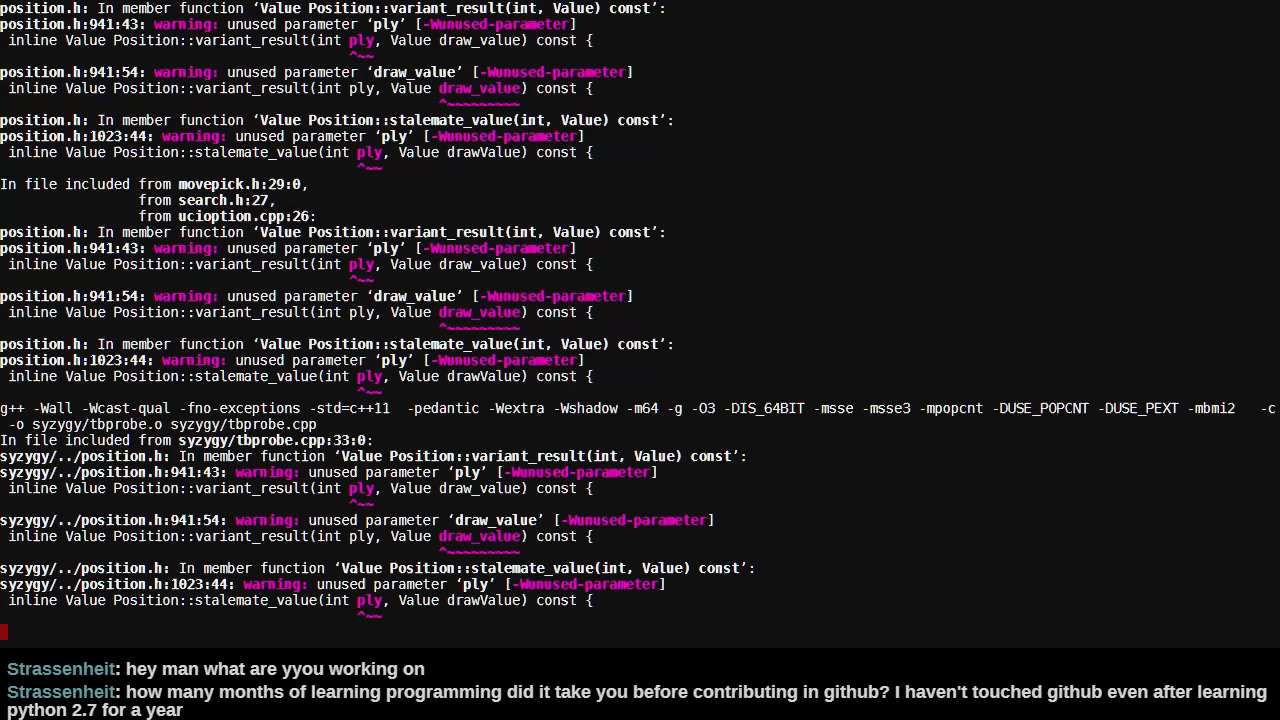 position.h: In member function ‘Value Position::variant_result(int, Value) const’:
position.h:941:43: warning: unused parameter ‘ply’ [-Wunused-parameter]
 inline Value Position::variant_result(int ply, Value draw_value) const {
                                           ^~~
position.h:941:54: warning: unused parameter ‘draw_value’ [-Wunused-parameter]
 inline Value Position::variant_result(int ply, Value draw_value) const {
                                                      ^~~~~~~~~~
position.h: In member function ‘Value Position::stalemate_value(int, Value) const’:
position.h:1023:44: warning: unused parameter ‘ply’ [-Wunused-parameter]
 inline Value Position::stalemate_value(int ply, Value drawValue) const {
                                            ^~~
In file included from movepick.h:29:0,
                 from search.h:27,
                 from ucioption.cpp:26:
position.h: In member function ‘Value Position::variant_result(int, Value) const’:
position.h:941:43: warning: unused parameter ‘ply’ [-Wunused-parameter]
 inline Value Position::variant_result(int ply, Value draw_value) const {
                                           ^~~
position.h:941:54: warning: unused parameter ‘draw_value’ [-Wunused-parameter]
 inline Value Position::variant_result(int ply, Value draw_value) const {
                                                      ^~~~~~~~~~
position.h: In member function ‘Value Position::stalemate_value(int, Value) const’:
position.h:1023:44: warning: unused parameter ‘ply’ [-Wunused-parameter]
 inline Value Position::stalemate_value(int ply, Value drawValue) const {
                                            ^~~
g++ -Wall -Wcast-qual -fno-exceptions -std=c++11  -pedantic -Wextra -Wshadow -m64 -g -O3 -DIS_64BIT -msse -msse3 -mpopcnt -DUSE_POPCNT -DUSE_PEXT -mbmi2   -c
 -o syzygy/tbprobe.o syzygy/tbprobe.cpp
In file included from syzygy/tbprobe.cpp:33:0:
syzygy/../position.h: In member function ‘Value Position::variant_result(int, Value) const’:
syzygy/../position.h:941:43: warning: unused parameter ‘ply’ [-Wunused-parameter]
 inline Value Position::variant_result(int ply, Value draw_value) const {
                                           ^~~
syzygy/../position.h:941:54: warning: unused parameter ‘draw_value’ [-Wunused-parameter]
 inline Value Position::variant_result(int ply, Value draw_value) const {
                                                      ^~~~~~~~~~
syzygy/../position.h: In member function ‘Value Position::stalemate_value(int, Value) const’:
syzygy/../position.h:1023:44: warning: unused parameter ‘ply’ [-Wunused-parameter]
 inline Value Position::stalemate_value(int ply, Value drawValue) const {
                                            ^~~
Strassenheit: hey man what are yyou working on
Strassenheit: how many months of learning programming did it take you before contributing in github? I haven't touched github even after learning
python 2.7 for a year